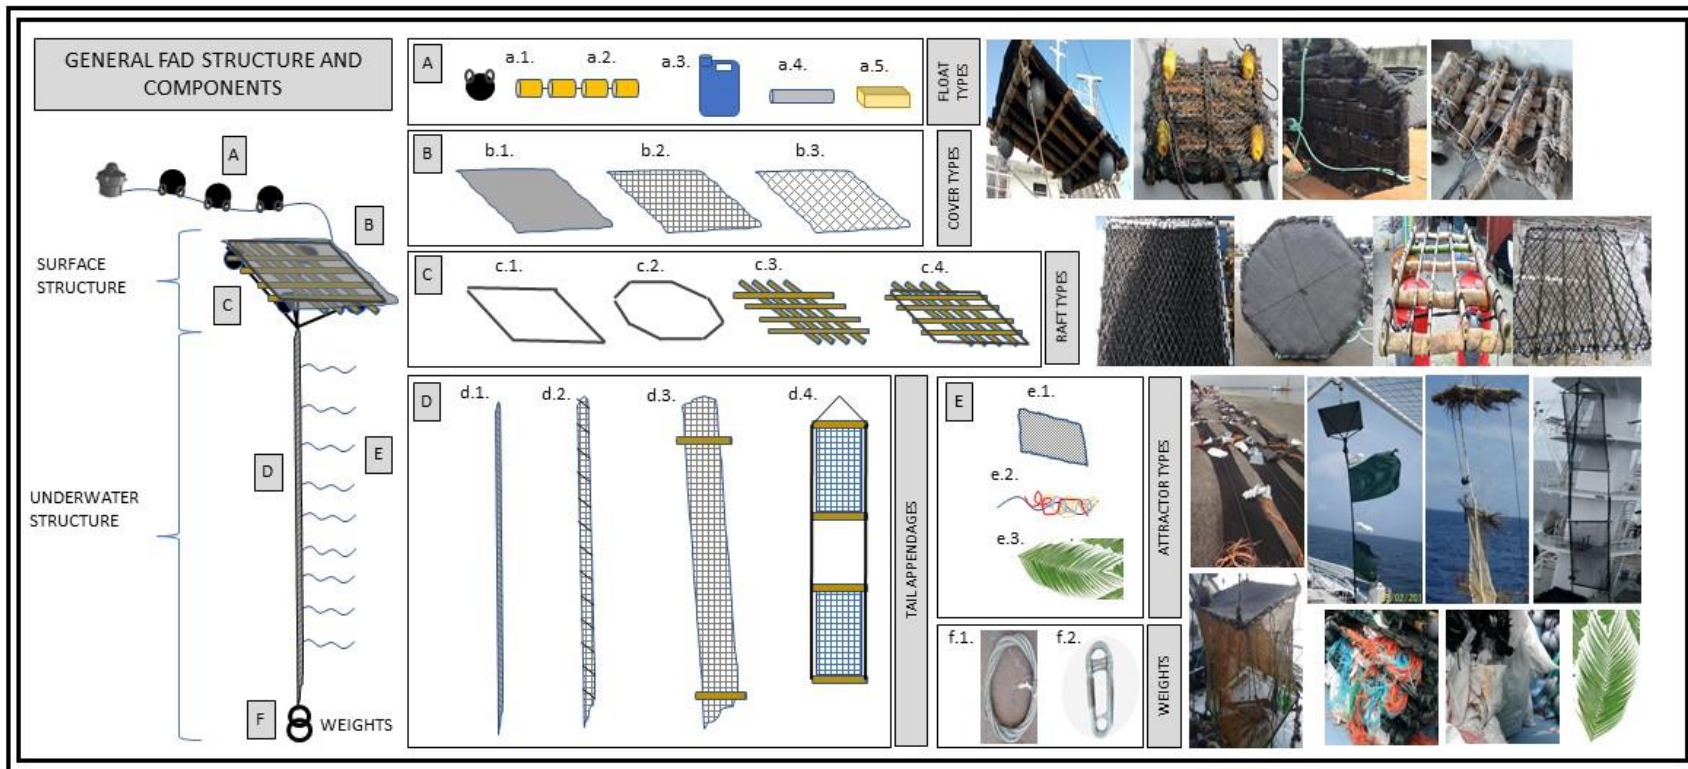 GENERAL FAD STRUCTURE AND
COMPONENTS
A
B
SURFACE
STRUCTURE
C
D
E
UNDERWATER
STRUCTURE
F
WEIGHTS
A
a.1.
a.2.
a.3.
a.4.
a.5.
FLOAT
TYPES
B
b.1.
b.2.
b.3.
COVER TYPES
C
c.1.
c.2.
c.3.
c.4.
RAFT TYPES
D
d.1.
d.2.
d.3.
d.4.
TAIL APPENDAGES
E
e.1.
e.2.
e.3.
ATTRACTOR TYPES
f.1.
f.2.
WEIGHTS